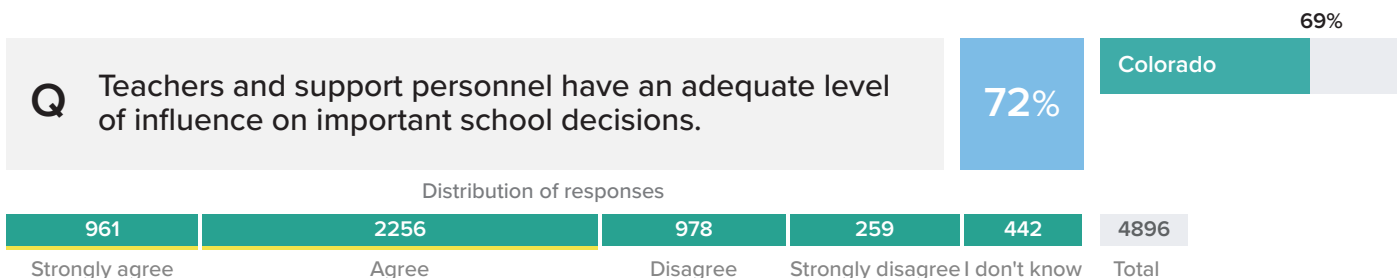 69%
Q
Teachers and support personnel have an adequate level
of influence on important school decisions.
72%
Colorado
Distribution of responses
961 2256 978 259 442 4896
Strongly agree Agree Disagree Strongly disagree I don't know Total